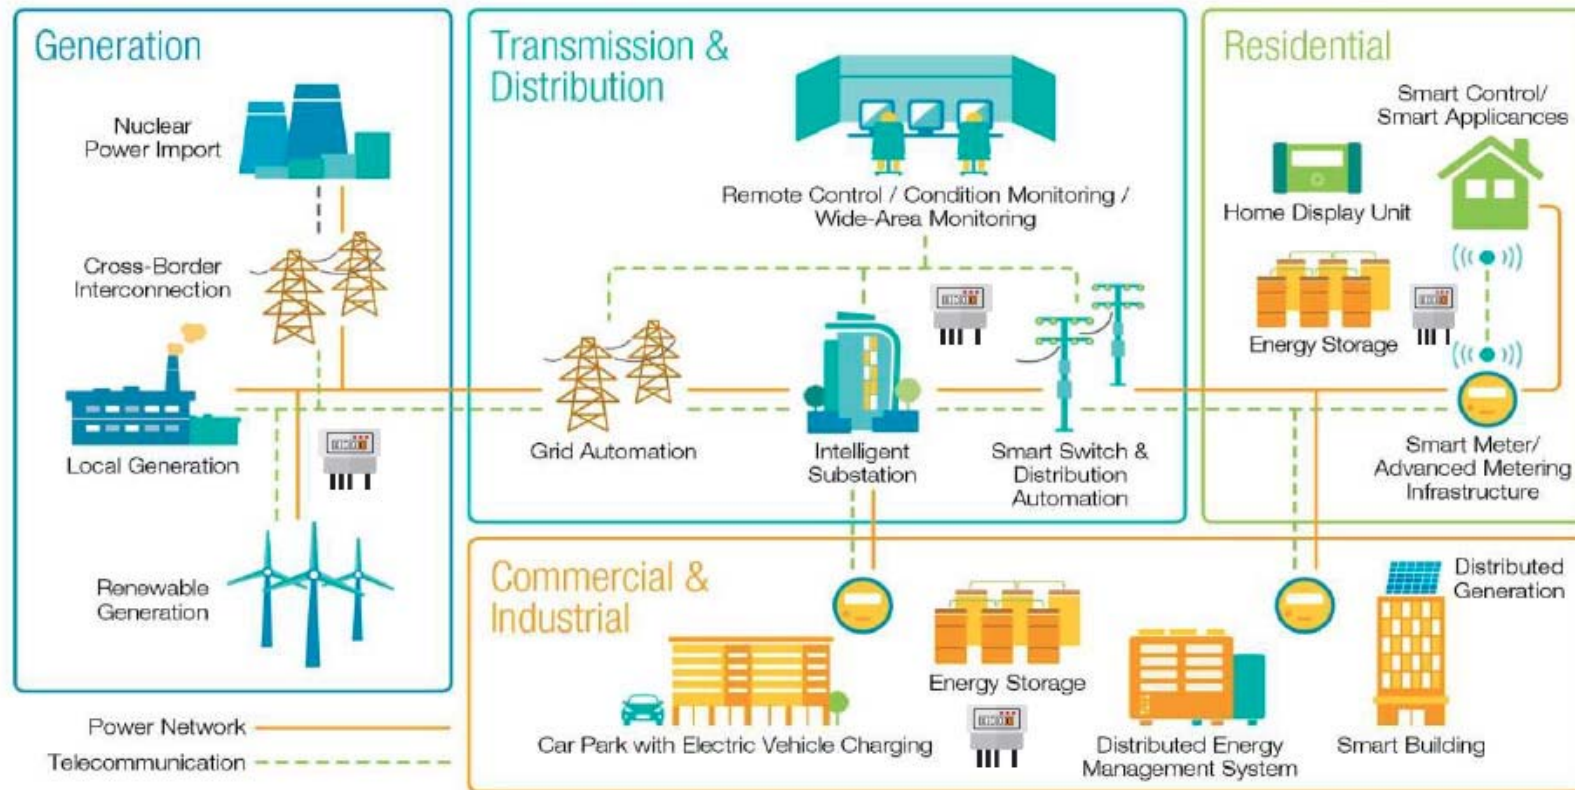 Generation
Nuclear
Power Import
Cross-Border
Interconnection
Local Generation
Renewable
Generation
Power Network
Telecommunication
Transmission &
Distribution
Remote Control / Condition Monitoring /
Wide-Area Monitoring
Grid Automation
Intelligent
Substation
Smart Switch &
Distribution
Automation
Residential
Smart Control/
Smart Applicances
Home Display Unit
Energy Storage
Smart Meter/
Advanced Metering
Infrastructure
Commercial &
Industrial
Car Park with Electric Vehicle Charging
Energy Storage
Distributed Energy
Management System
Distributed
Generation
Smart Building